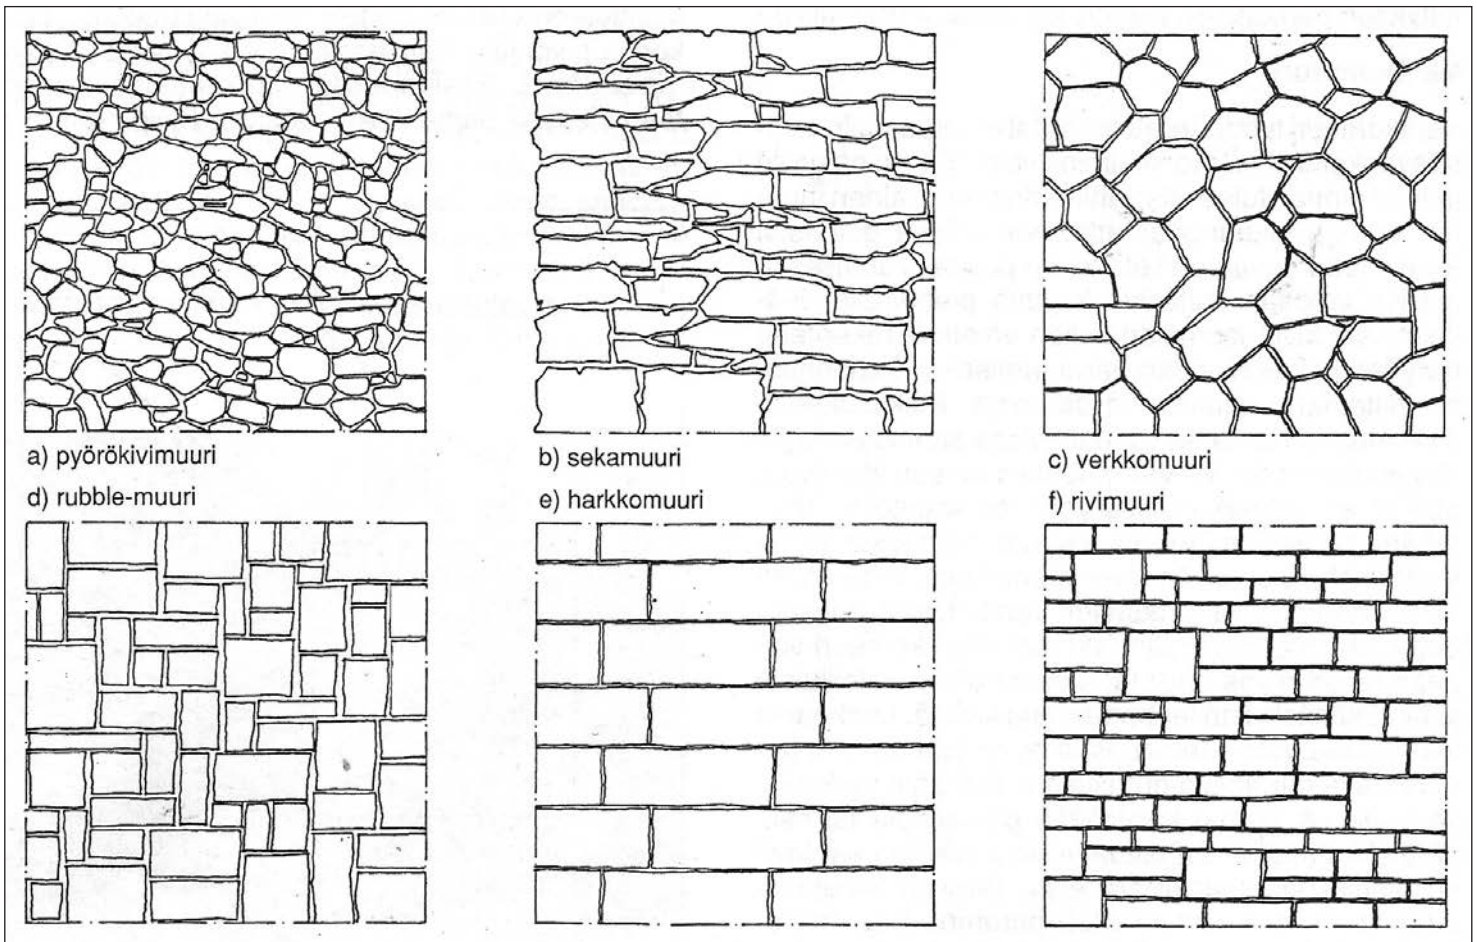 a) pyörökivimuuri
b) sekamuuri
c) verkkomuuri
d) rubble-muuri
e) harkkomuuri
f) rivimuuri